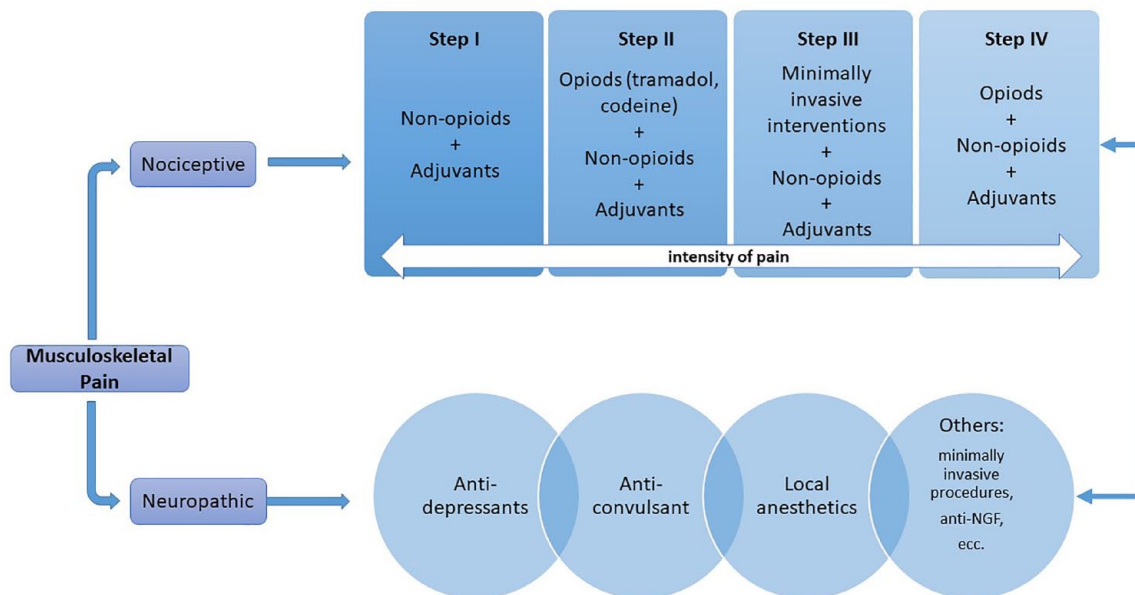 Step I
Non-opioids
+
Adjuvants
Step II
Opiods (tramadol,
codeine)
+
Non-opioids
+
Adjuvants
Step III
Minimally
invasive
interventions
+
Non-opioids
+
Adjuvants
Step IV
Opiods
+
Non-opioids
+
Adjuvants
intensity of pain
Nociceptive
Musculoskeletal
Pain
Neuropathic
Anti-
depressants
Anti-
convulsant
Local
anesthetics
Others:
minimally
invasive
procedures,
anti-NGF,
ecc.